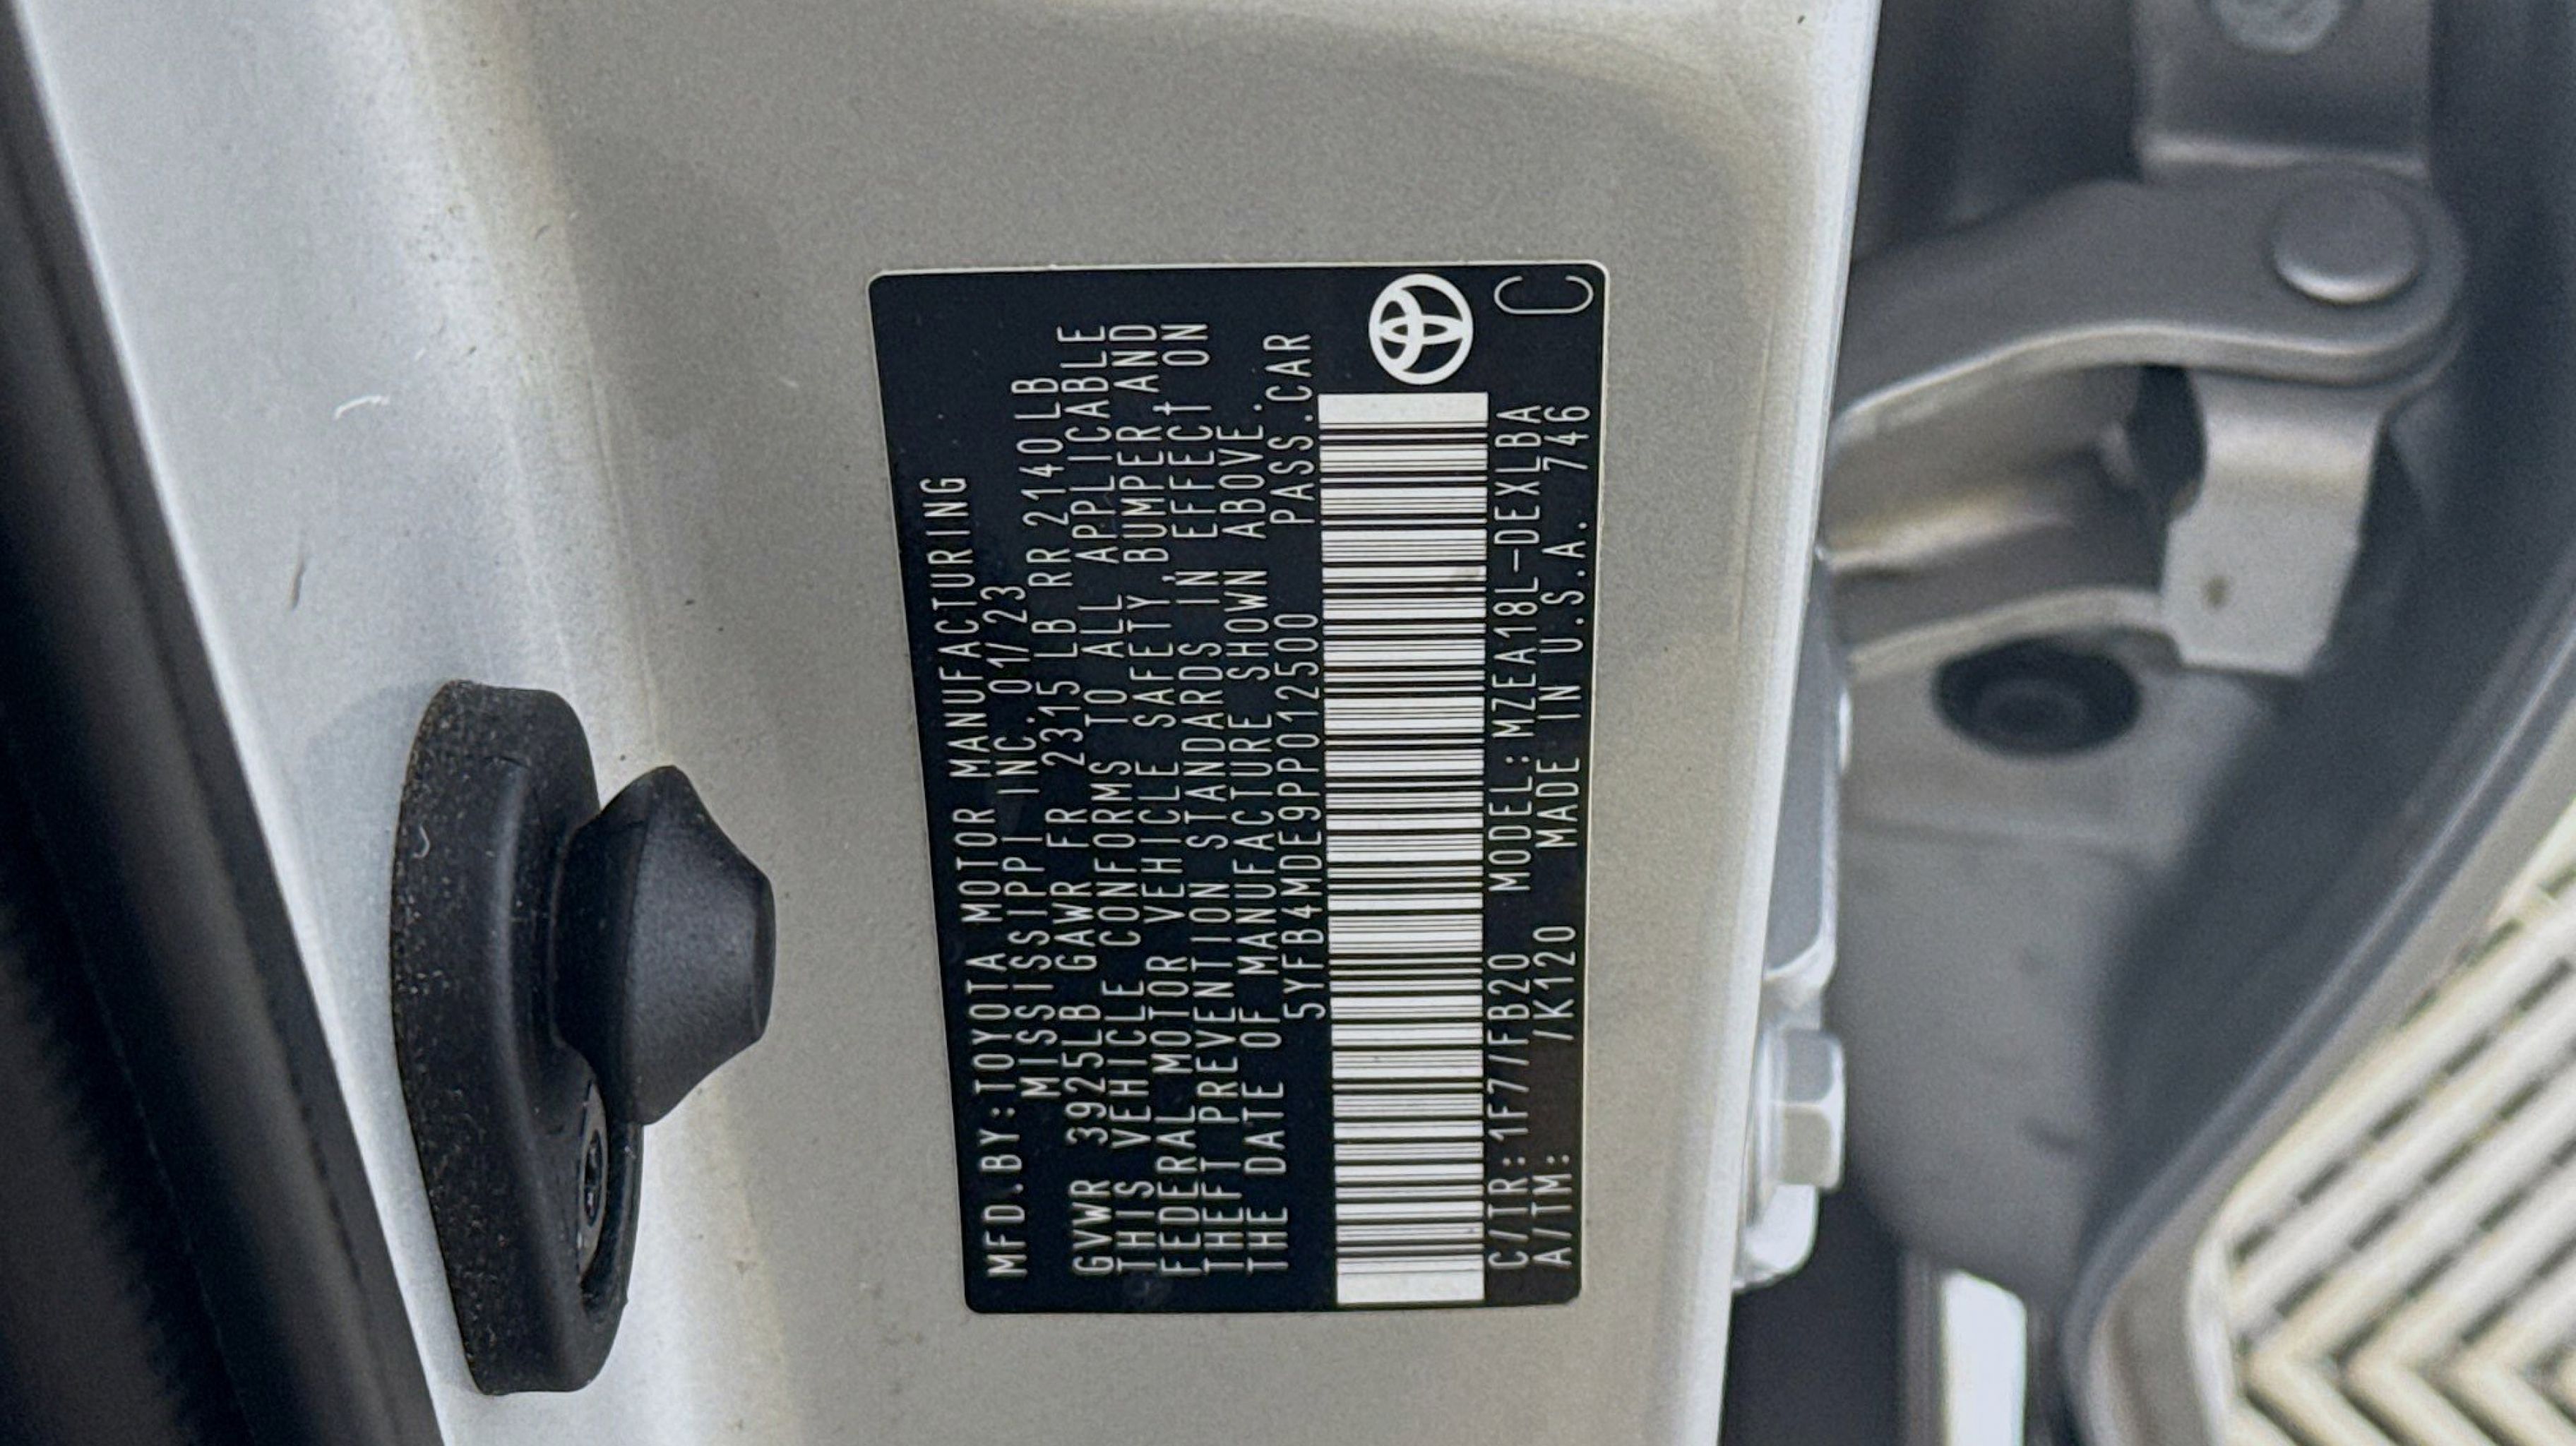 MFD.BY:TOYOTA MOTOR MANUFACTURING
MISSISSIPPI INC. 01/23
GVWR 3925LB GAWR FR 2315 LB RR 2140LB
THIS VEHICLE CONFORMS TO ALL APPLICABLE
FEDERAL MOTOR VEHICLE SAFETY, BUMPER, AND
THEFT PREVENTION STANDARDS IN EFFECT ON
THE DATE OF MANUFACTURE SHOWN ABOVE.
5YFB4MDE9PP012500 PASS.CAR
C/TR:1F7/FB20 MODEL:MZEA18L-DEXLBA
A/TM: /K120 MADE IN U.S.A. 746
C